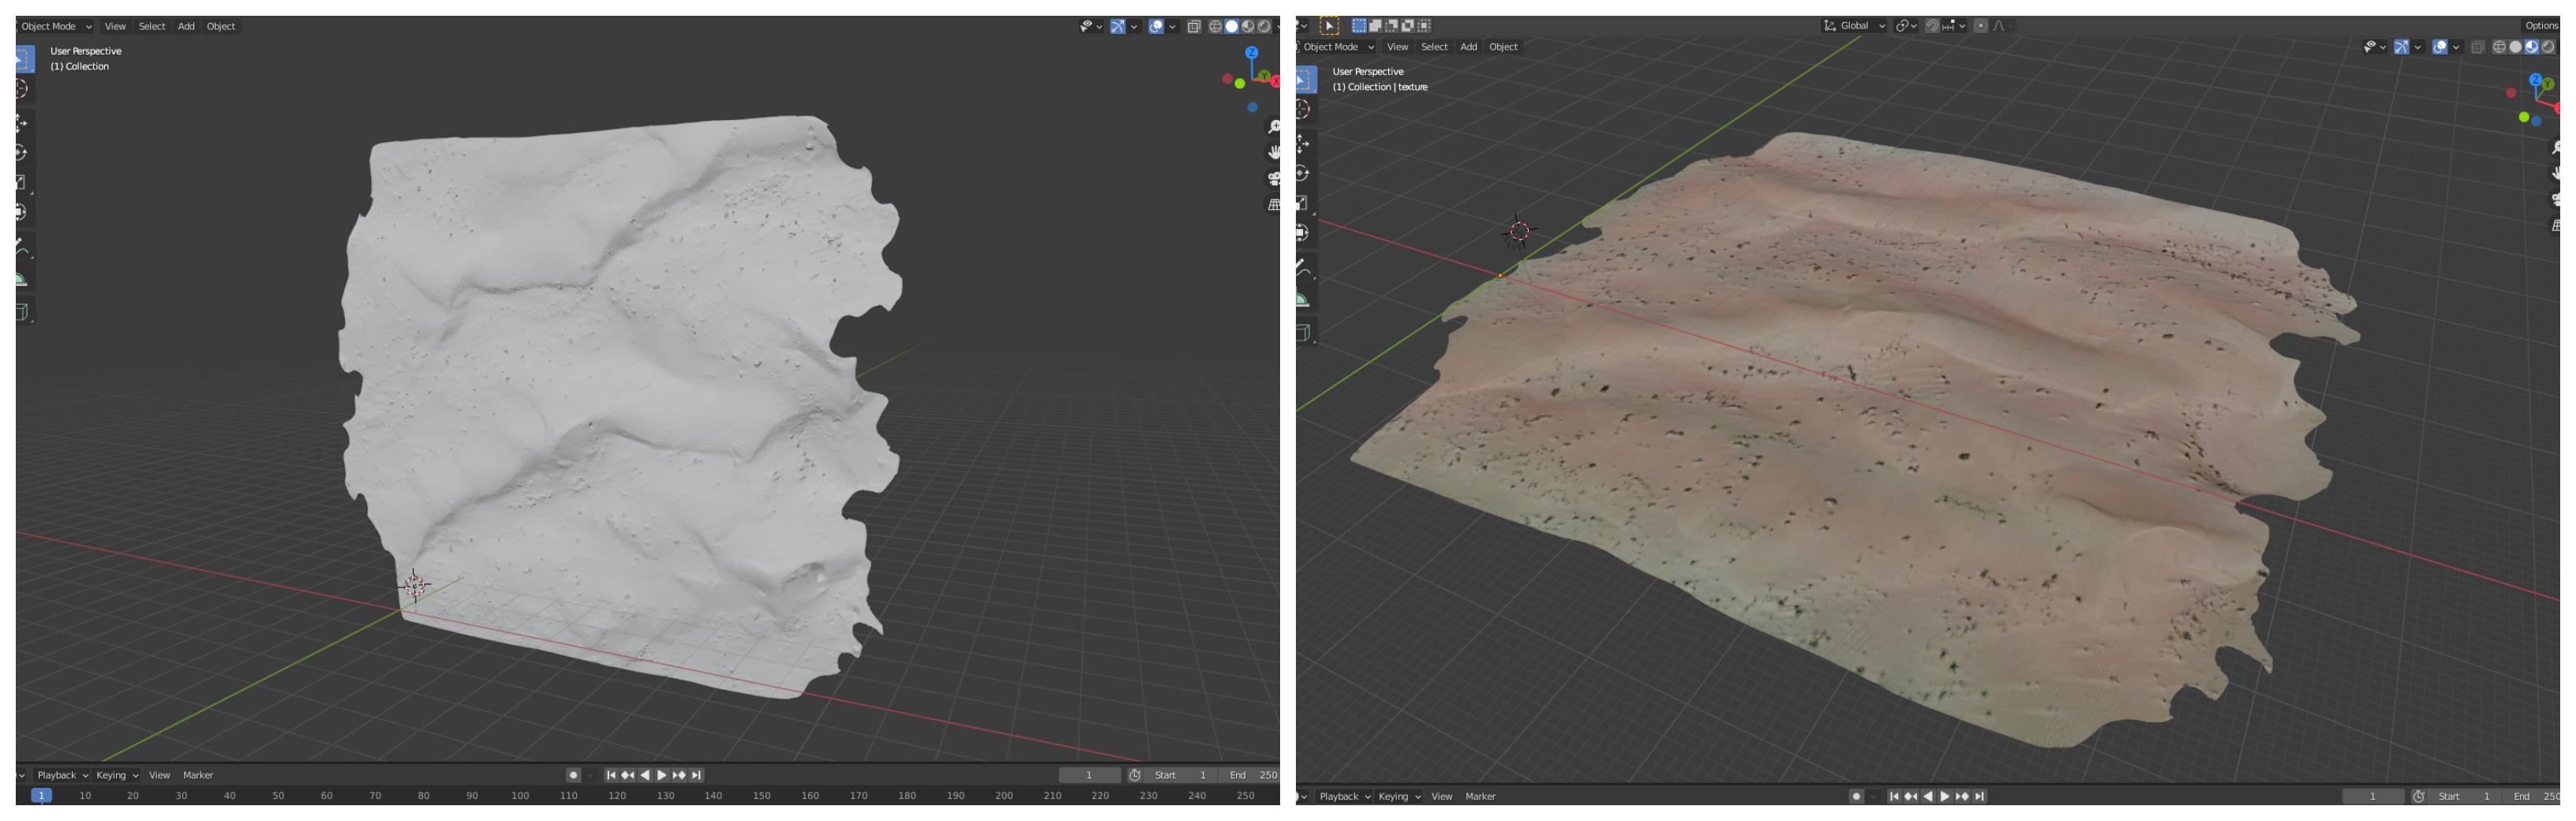 Object Mode View Select Add Object
User Perspective
(1) Collection
Z
Y
X
Playback Keying View Marker
1
Start 1 End 250
1 10 20 30 40 50 60 70 80 90 100 110 120 130 140 150 160 170 180 190 200 210 220 230 240 250
Global
Options
Object Mode View Select Add Object
User Perspective
(1) Collection | texture
Z
Y
Playback Keying View Marker
1
Start 1 End 250